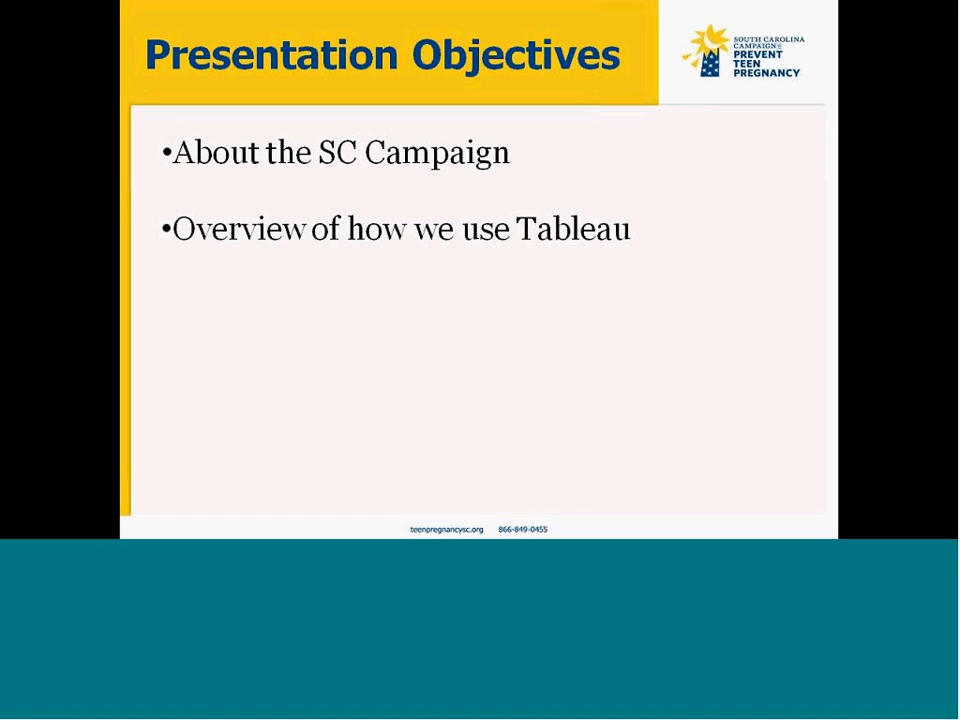 Presentation Objectives
SOUTH CAROLINA
CAMPAIGN TO
PREVENT
TEEN
PREGNANCY
•About the SC Campaign
•Overview of how we use Tableau
teenpregnancysc.org 866-849-0455